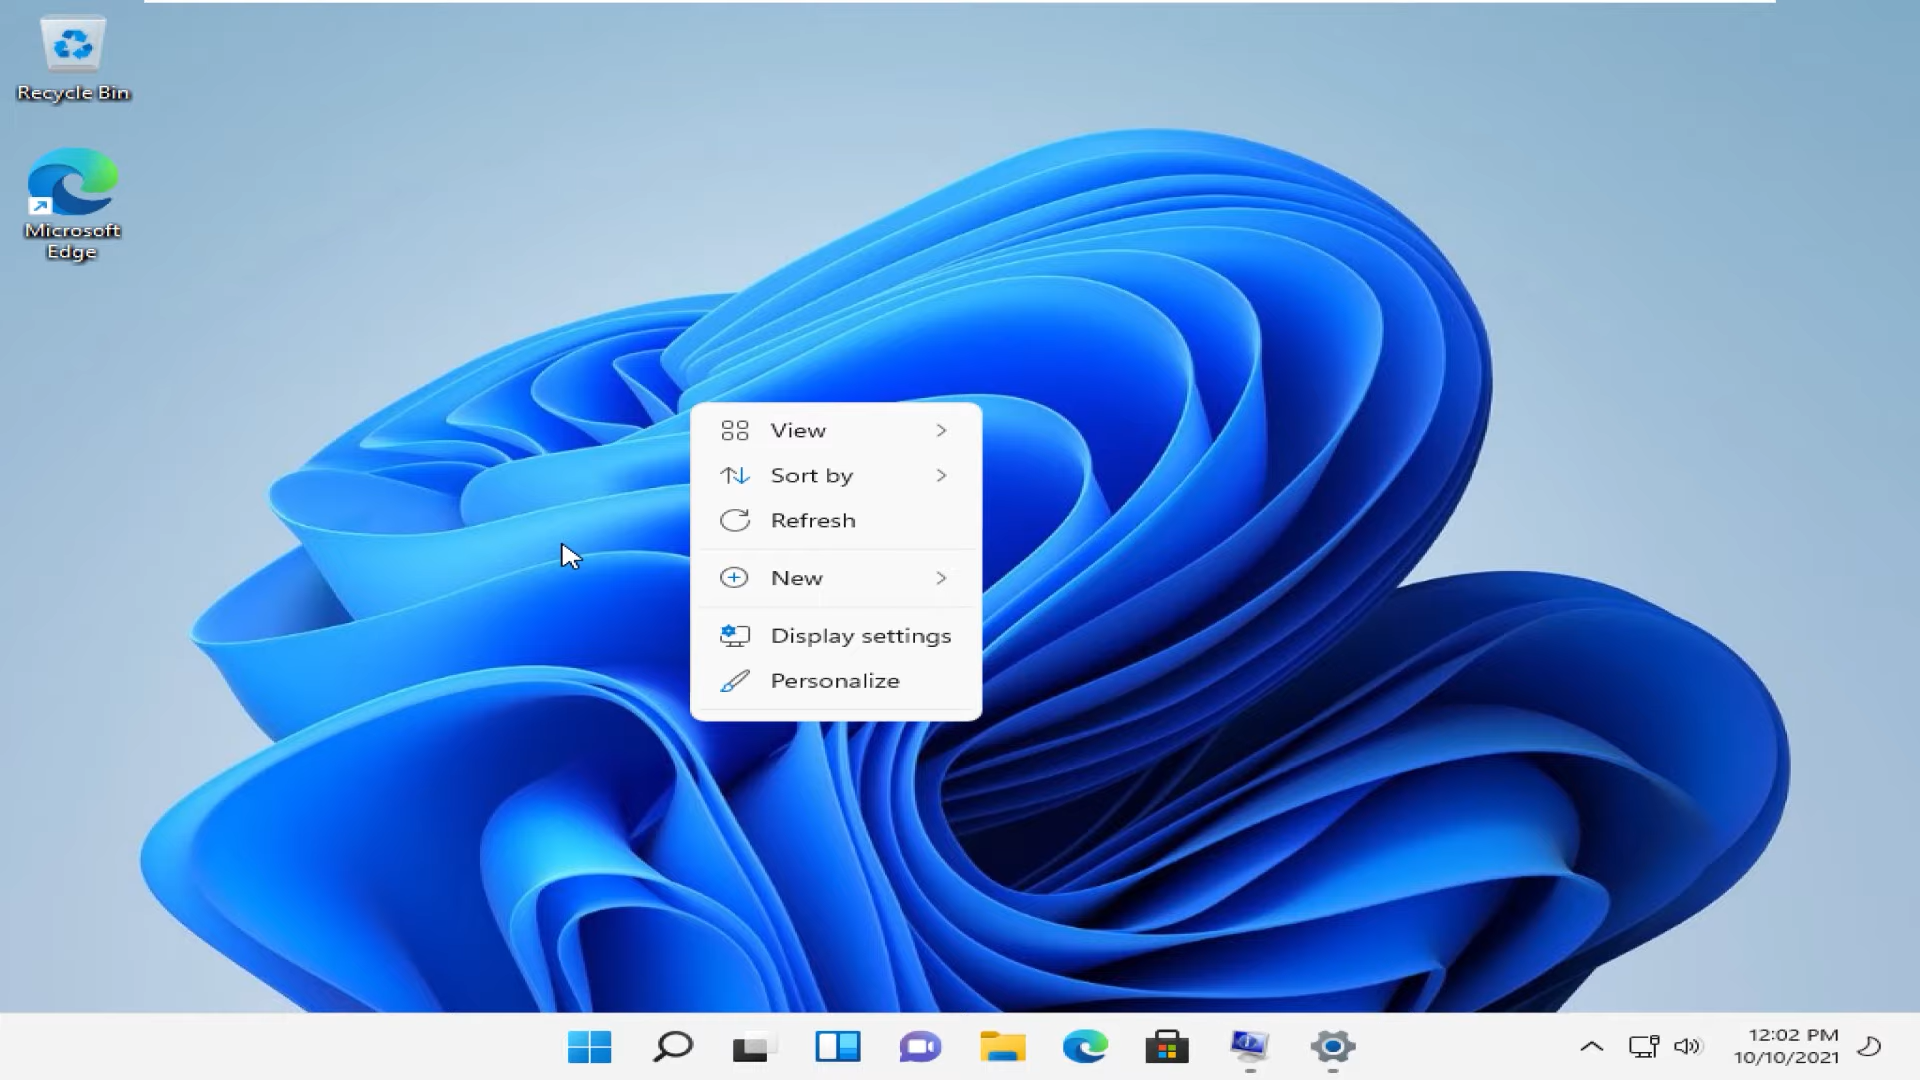 Recycle Bin
Microsoft
Edge
View
Sort by
Refresh
New
Display settings
Personalize
12:02 PM
10/10/2021